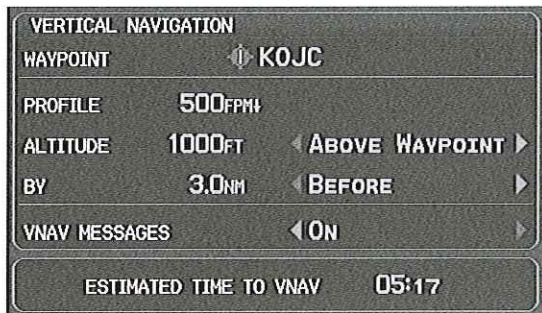 VERTICAL NAVIGATION
WAYPOINT KOJC
PROFILE 500FPM↓
ALTITUDE 1000FT ABOVE WAYPOINT
BY 3.0NM BEFORE
VNAV MESSAGES ON
ESTIMATED TIME TO VNAV 05:17